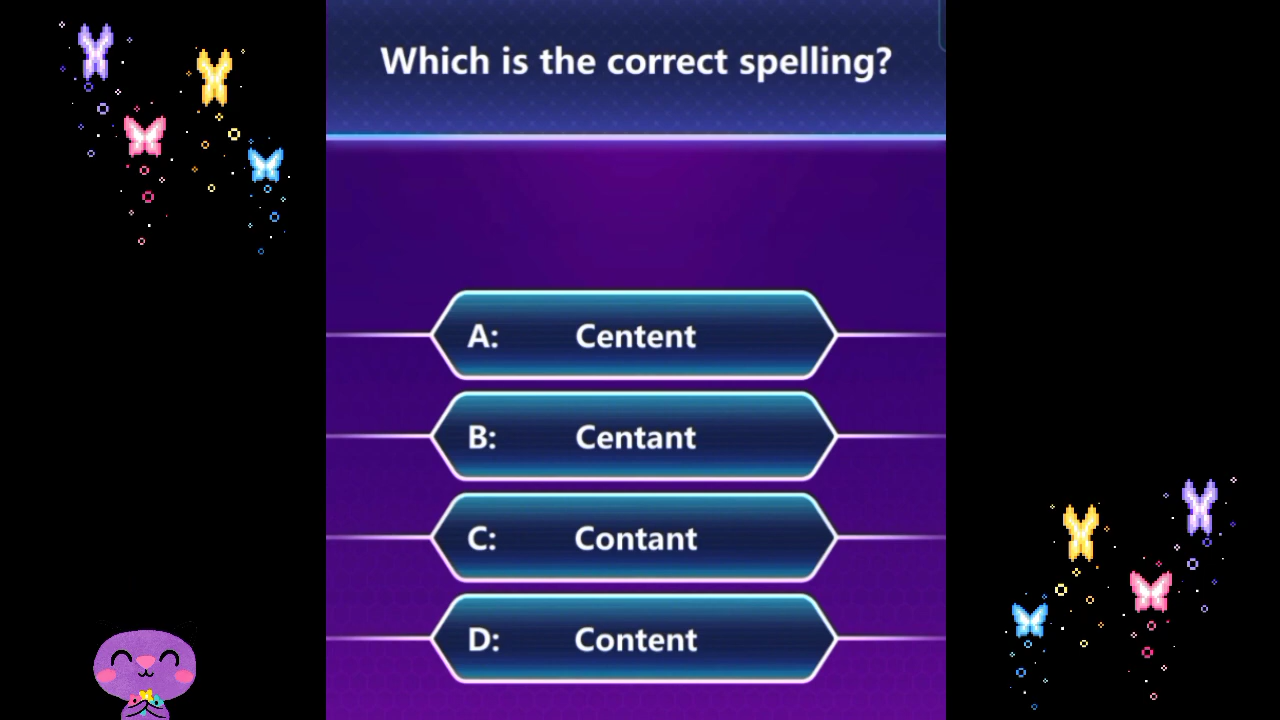 Which is the correct spelling?
A: Centent
B: Centant
C: Contant
D: Content